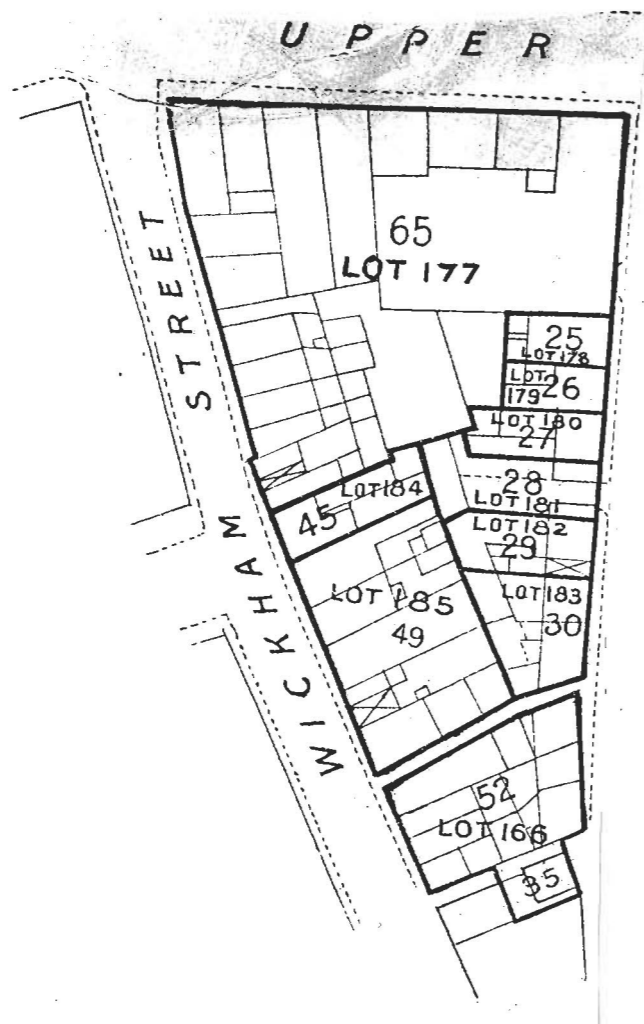 UPPER
WICKHAM STREET
65
LOT 177
25
LOT 178
LOT
179 26
LOT 180
27
28
LOT 181
LOT 182
29
LOT 183
30
LOT 184
45
LOT 185
49
52
LOT 166
35